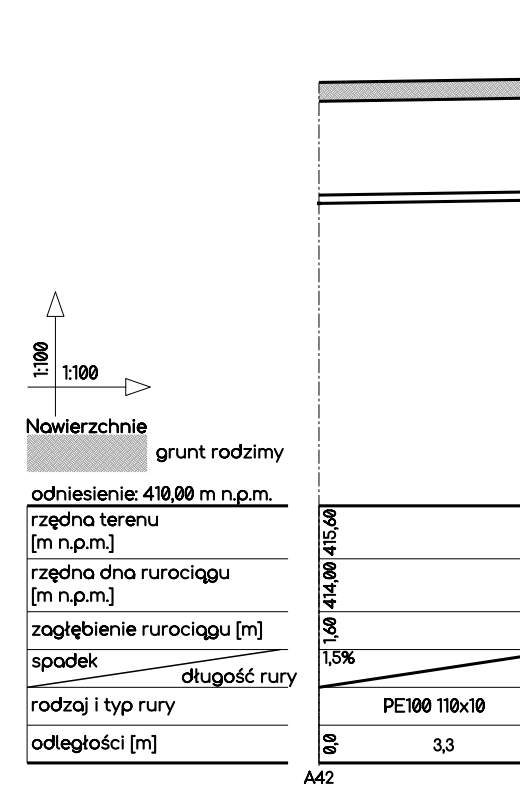 1:100
1:100
Nawierzchnie
grunt rodzimy
odniesienie: 410,00 m n.p.m.
rzędna terenu
[m n.p.m.]
415,60
rzędna dna rurociągu
[m n.p.m.]
414,00
zagłębienie rurociągu [m]
1,60
spadek
długość rury
1,5%
rodzaj i typ rury
PE100 110x10
odległości [m]
0,0
3,3
A42